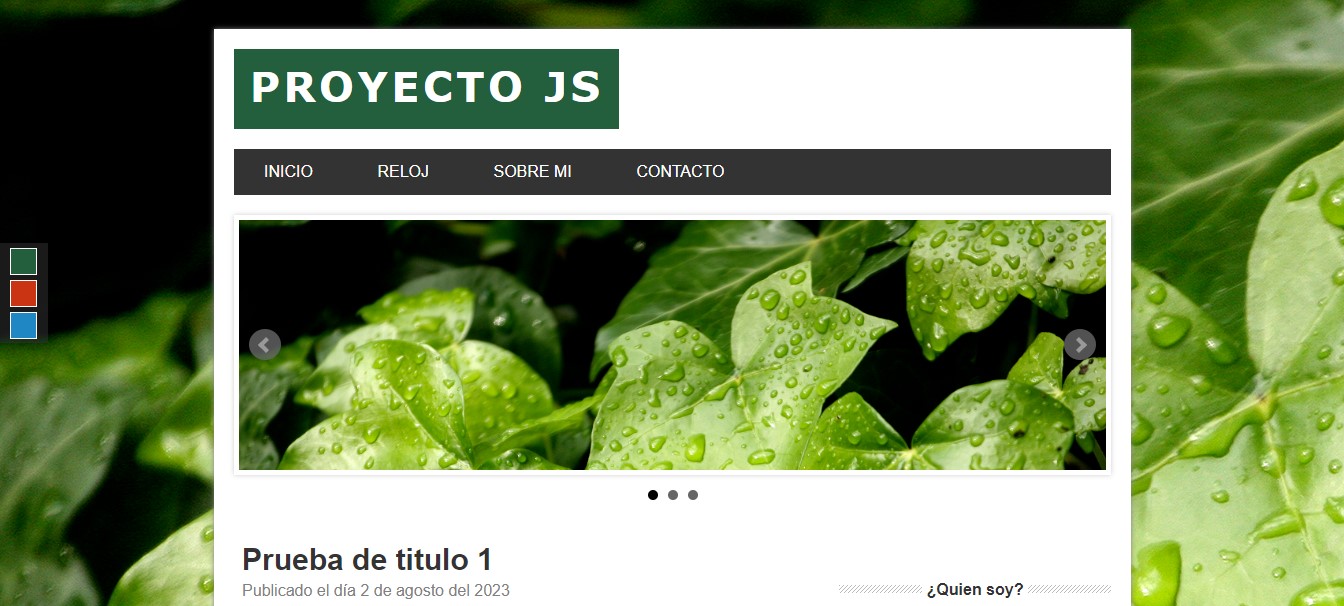 PROYECTO JS
INICIO RELOJ SOBRE MI CONTACTO
Prueba de titulo 1
Publicado el día 2 de agosto del 2023
¿Quien soy?